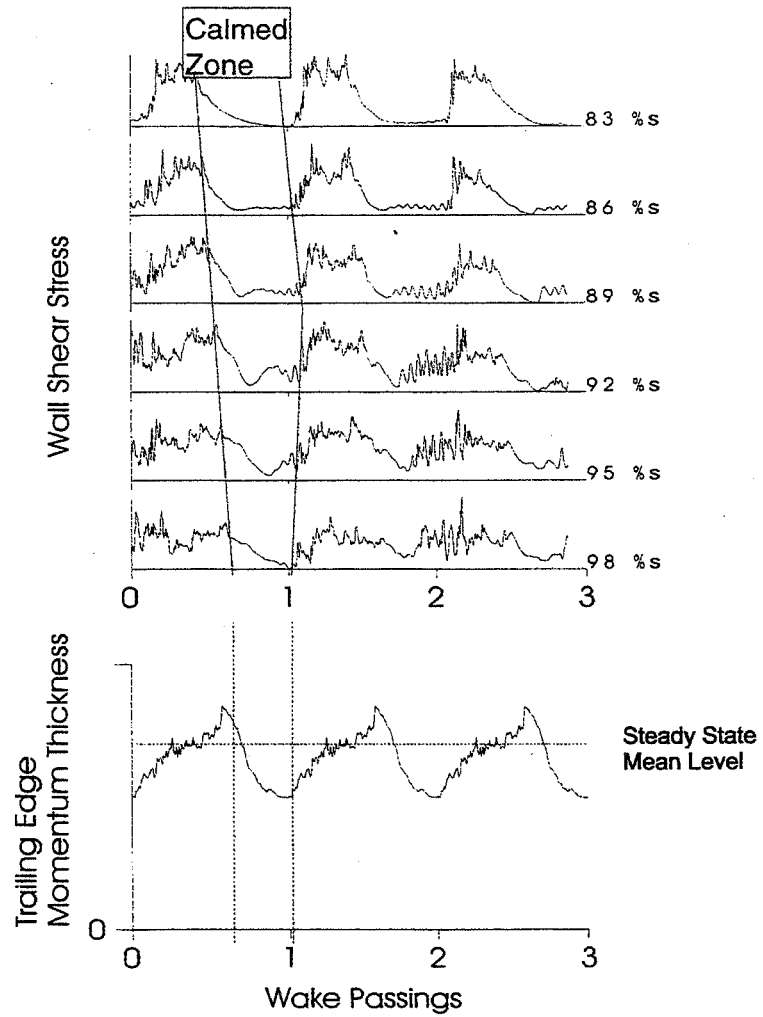 Calmed
Zone
83 %s
86 %s
89 %s
92 %s
95 %s
98 %s
Wall Shear Stress
0 1 2 3
Trailing Edge
Momentum Thickness
Steady State
Mean Level
0
0 1 2 3
Wake Passings